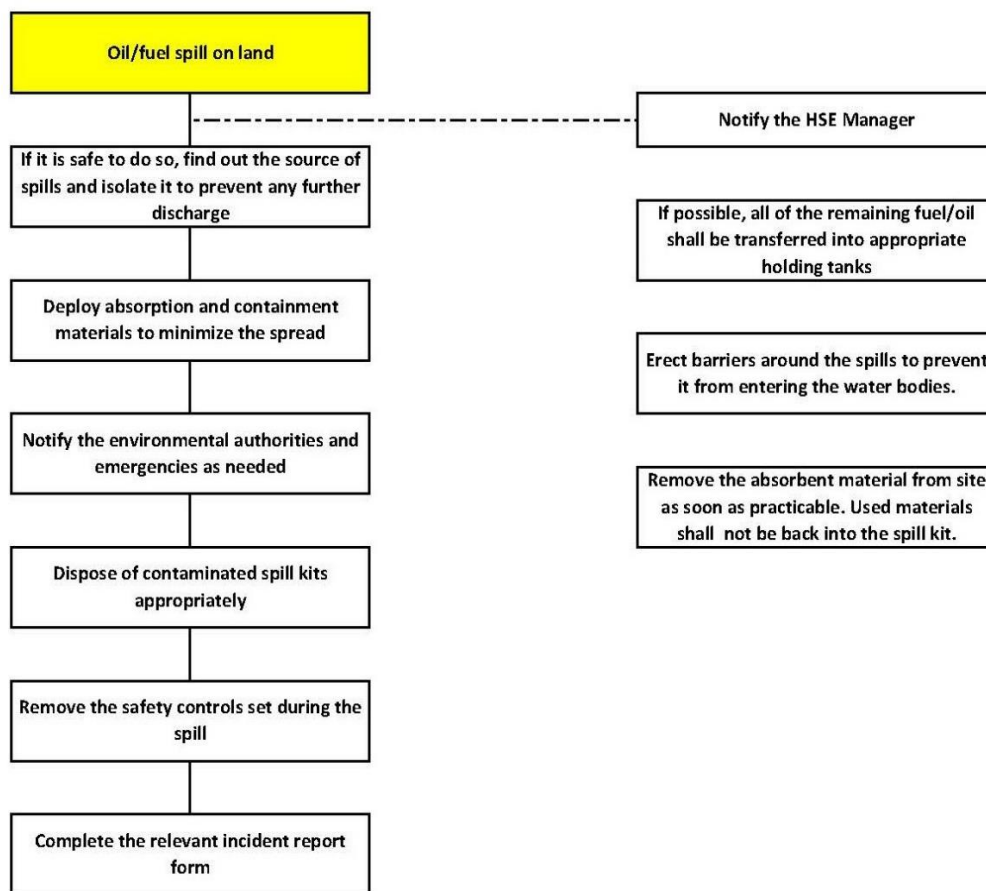 Oil/fuel spill on land
Notify the HSE Manager
If it is safe to do so, find out the source of
spills and isolate it to prevent any further
discharge
If possible, all of the remaining fuel/oil
shall be transferred into appropriate
holding tanks
Deploy absorption and containment
materials to minimize the spread
Erect barriers around the spills to prevent
it from entering the water bodies.
Notify the environmental authorities and
emergencies as needed
Remove the absorbent material from site
as soon as practicable. Used materials
shall  not be back into the spill kit.
Dispose of contaminated spill kits
appropriately
Remove the safety controls set during the
spill
Complete the relevant incident report
form